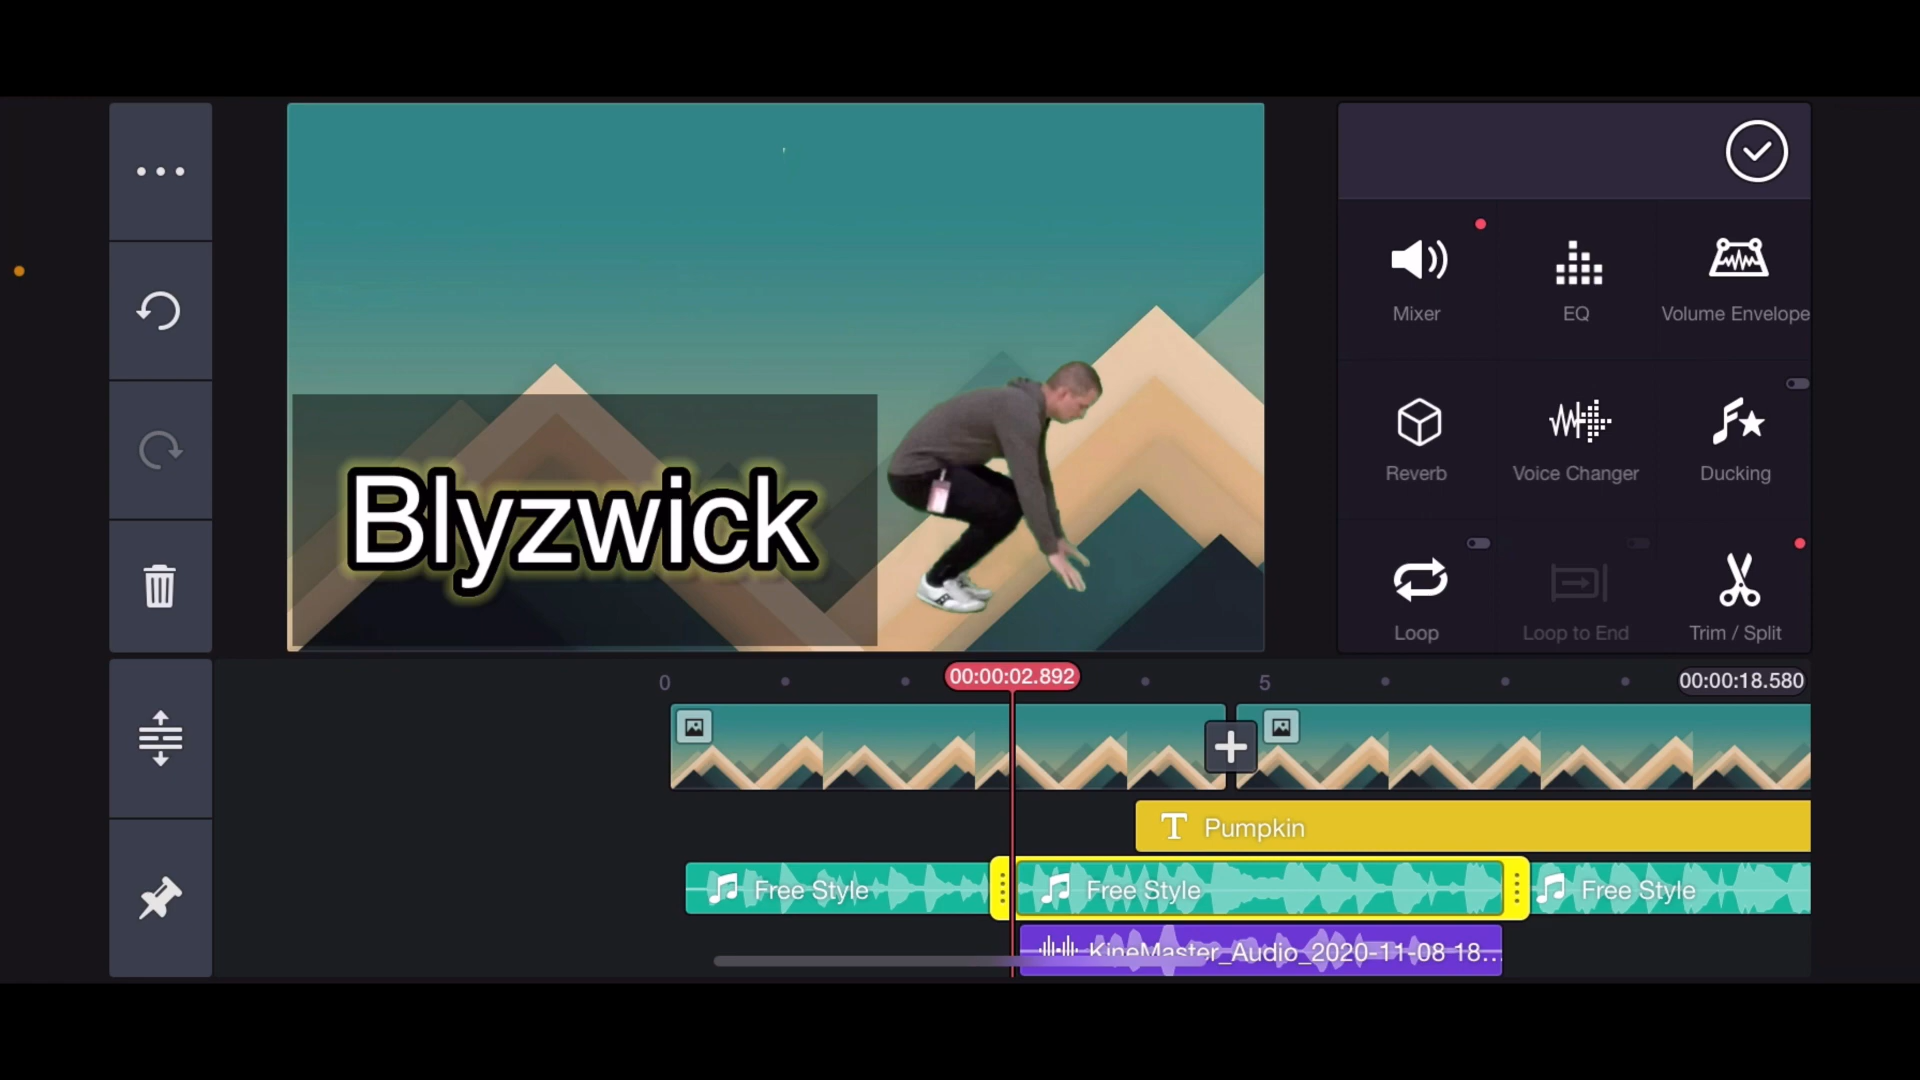 Blyzwick
Mixer
EQ
Volume Envelope
Reverb
Voice Changer
Ducking
Loop
Loop to End
Trim / Split
0
00:00:02.892
5
00:00:18.580
T Pumpkin
Free Style
Free Style
Free Style
KineMaster_Audio_2020-11-08 18...